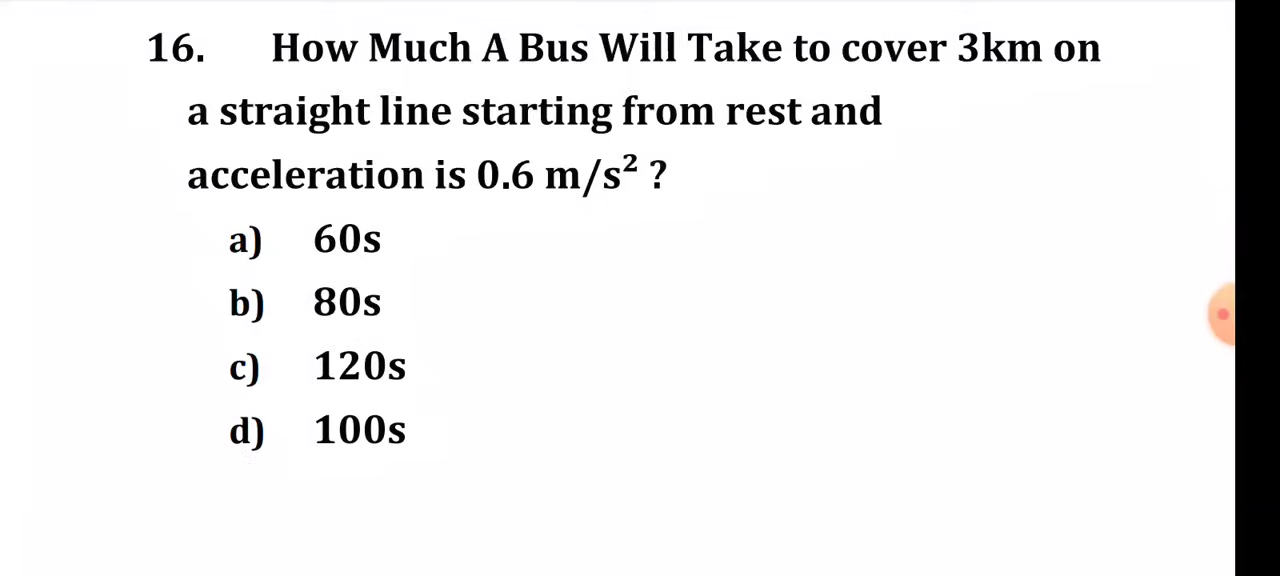 16. How Much A Bus Will Take to cover 3km on
a straight line starting from rest and
acceleration is 0.6 m/s² ?
a) 60s
b) 80s
c) 120s
d) 100s